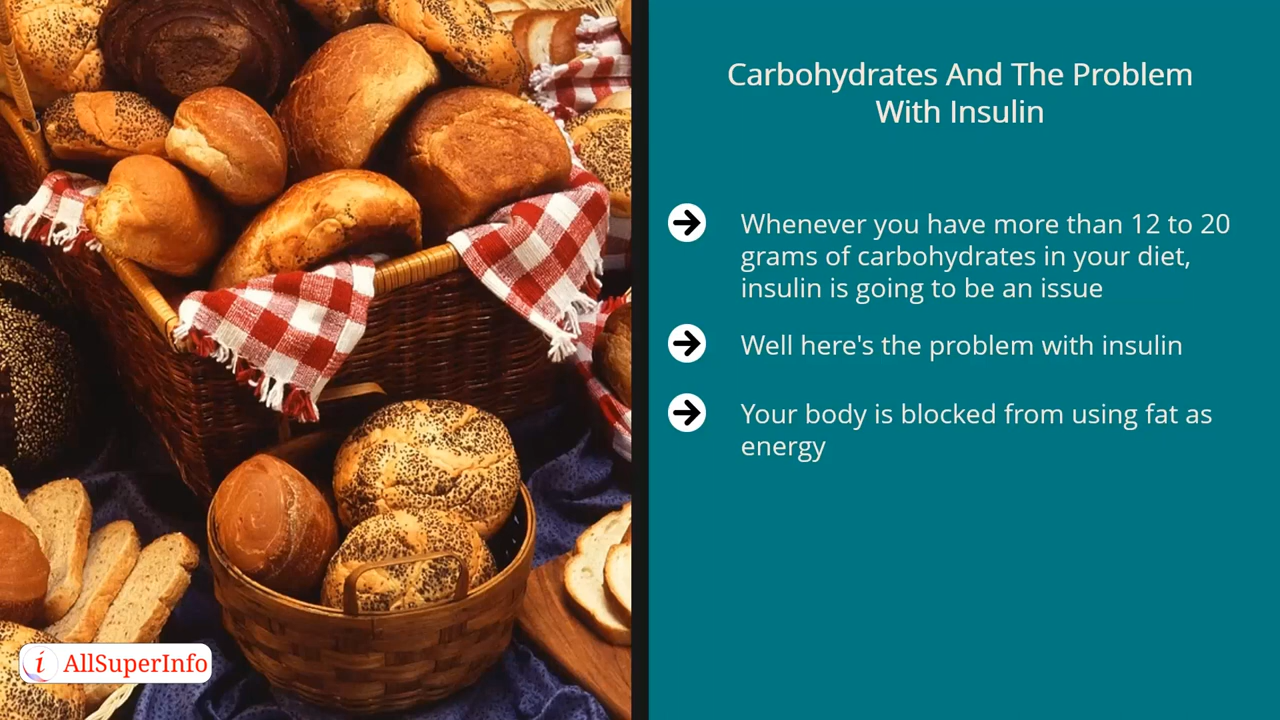 Carbohydrates And The Problem
With Insulin
Whenever you have more than 12 to 20
grams of carbohydrates in your diet,
insulin is going to be an issue
Well here's the problem with insulin
Your body is blocked from using fat as
energy
i AllSuperInfo